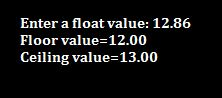 Enter a float value: 12.86
Floor value=12.00
Ceiling value=13.00